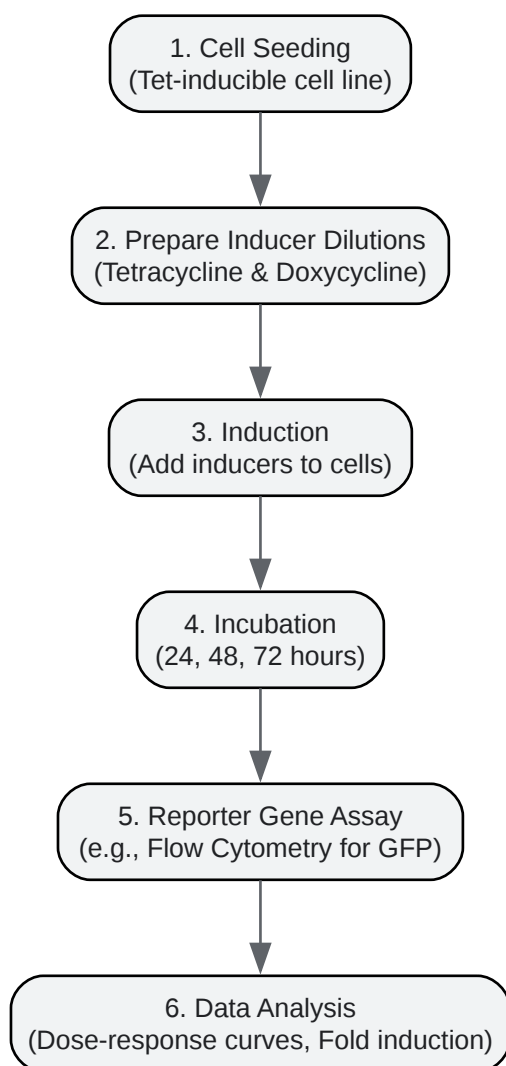 1. Cell Seeding
(Tet-inducible cell line)
2. Prepare Inducer Dilutions
(Tetracycline & Doxycycline)
3. Induction
(Add inducers to cells)
4. Incubation
(24, 48, 72 hours)
5. Reporter Gene Assay
(e.g., Flow Cytometry for GFP)
6. Data Analysis
(Dose-response curves, Fold induction)